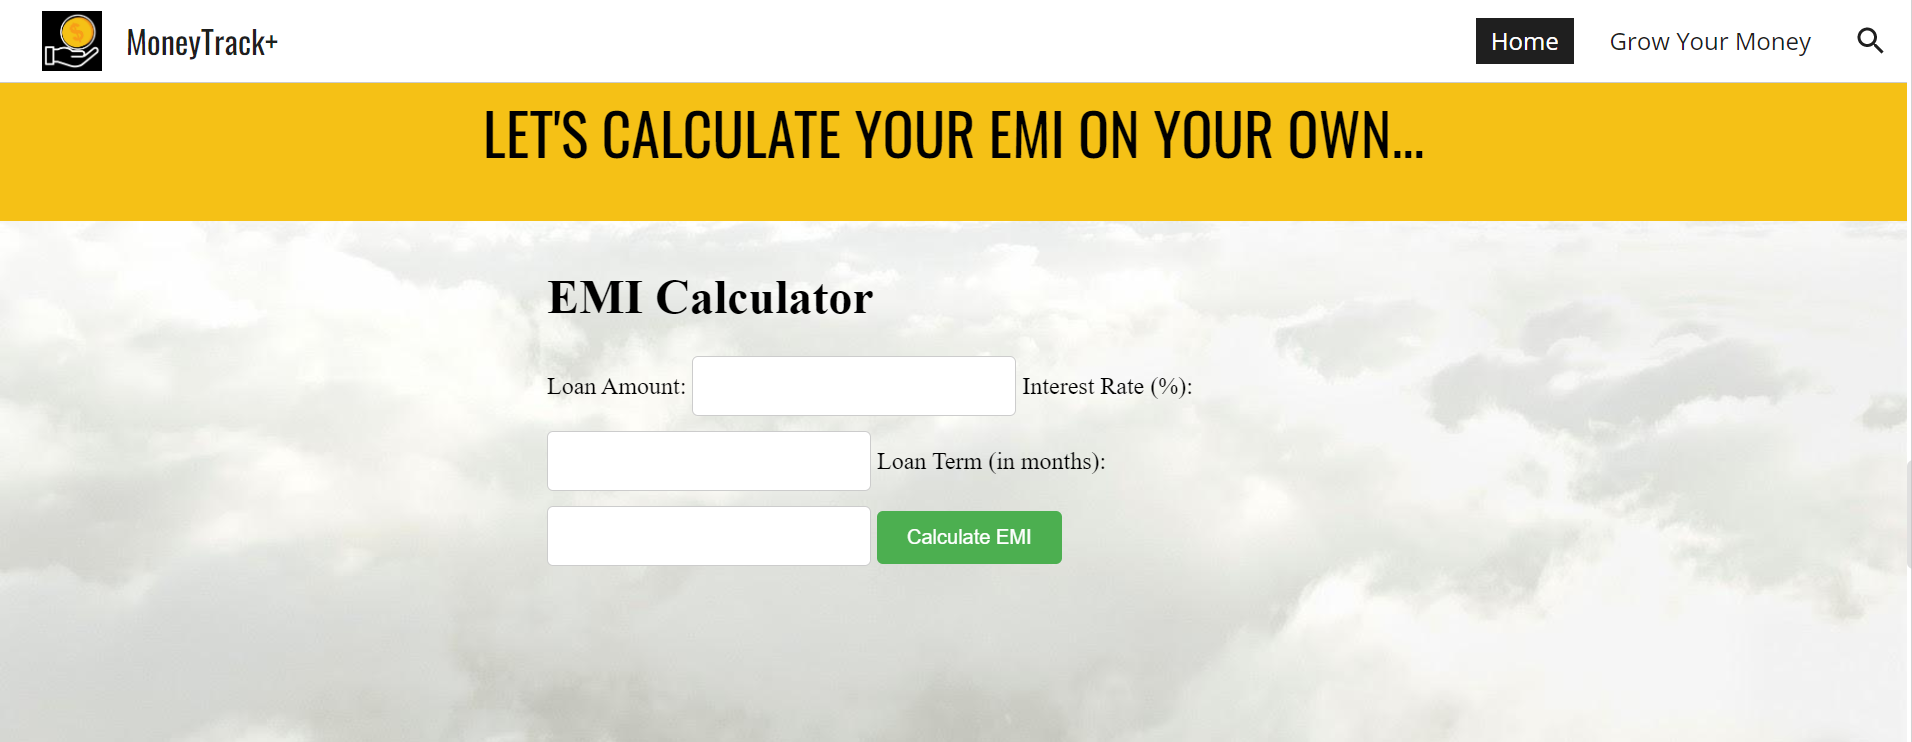 MoneyTrack+
Home
Grow Your Money
LET'S CALCULATE YOUR EMI ON YOUR OWN...
EMI Calculator
Loan Amount:
Interest Rate (%):
Loan Term (in months):
Calculate EMI